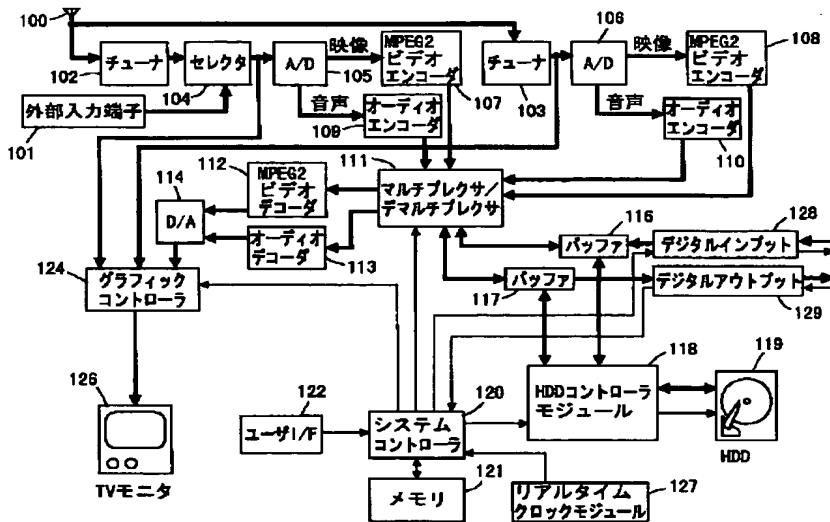 100
102
チューナ
セレクタ
104
A/D
105
映像
音声
MPEG2
ビデオ
エンコーダ
107
オーディオ
エンコーダ
109
チューナ
103
106
A/D
映像
音声
MPEG2
ビデオ
エンコーダ
108
オーディオ
エンコーダ
110
外部入力端子
101
111
マルチプレクサ/
デマルチプレクサ
112
MPEG2
ビデオ
デコーダ
114
D/A
オーディオ
デコーダ
113
116
バッファ
バッファ
117
128
デジタルインプット
デジタルアウトプット
129
124
グラフィック
コントローラ
126
TVモニタ
122
ユーザI/F
120
システム
コントローラ
118
HDDコントローラ
モジュール
119
HDD
メモリ
121
リアルタイム
クロックモジュール
127